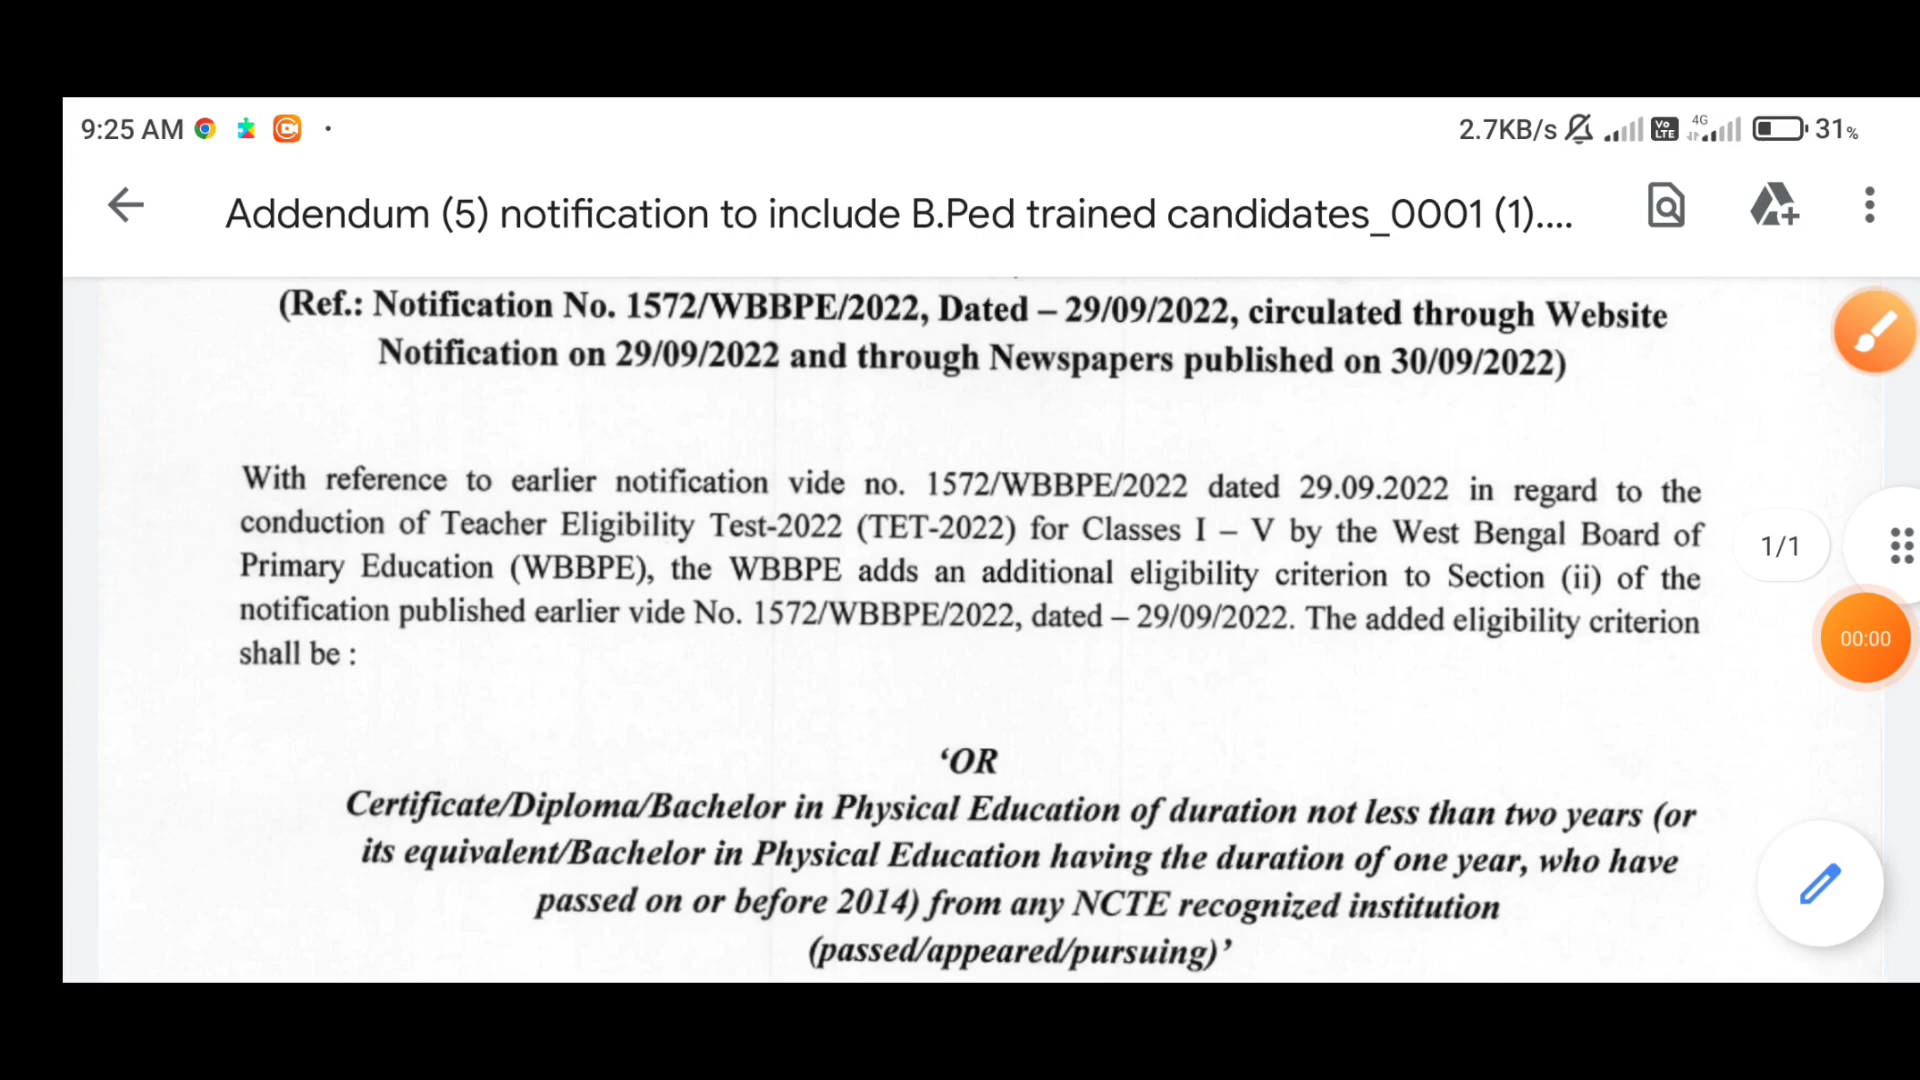 9:25 AM
2.7KB/s Vo LTE 4G 31%
Addendum (5) notification to include B.Ped trained candidates_0001 (1)....
(Ref.: Notification No. 1572/WBBPE/2022, Dated – 29/09/2022, circulated through Website
Notification on 29/09/2022 and through Newspapers published on 30/09/2022)
With reference to earlier notification vide no. 1572/WBBPE/2022 dated 29.09.2022 in regard to the
conduction of Teacher Eligibility Test-2022 (TET-2022) for Classes I – V by the West Bengal Board of
Primary Education (WBBPE), the WBBPE adds an additional eligibility criterion to Section (ii) of the
notification published earlier vide No. 1572/WBBPE/2022, dated – 29/09/2022. The added eligibility criterion
shall be :
1/1
00:00
‘OR
Certificate/Diploma/Bachelor in Physical Education of duration not less than two years (or
its equivalent/Bachelor in Physical Education having the duration of one year, who have
passed on or before 2014) from any NCTE recognized institution
(passed/appeared/pursuing)’